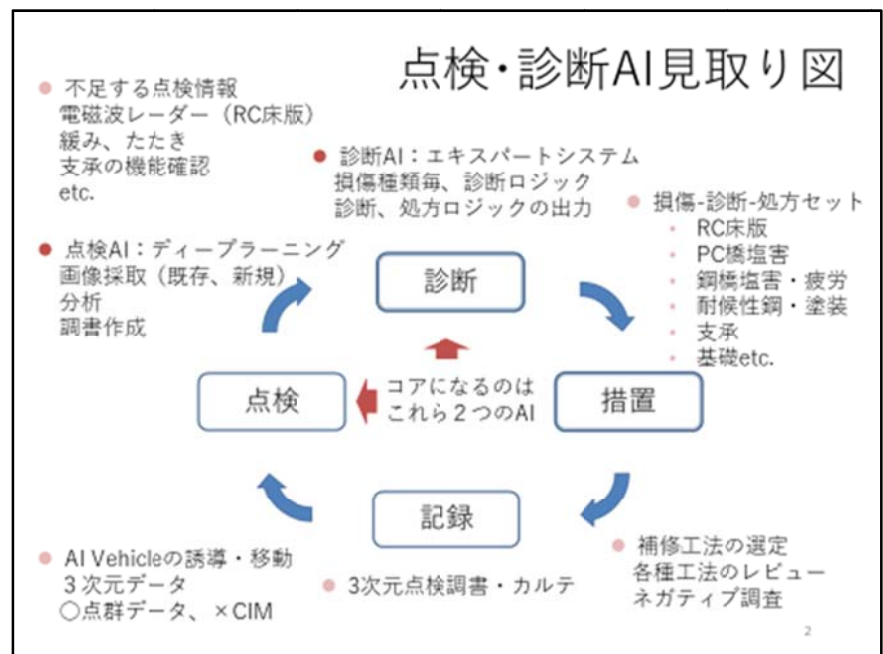 点検・診断AI見取り図
● 不足する点検情報
電磁波レーダー（RC床版）
緩み、たたき
支承の機能確認
etc.
● 診断AI：エキスパートシステム
損傷種類毎、診断ロジック
診断、処方ロジックの出力
● 損傷-診断-処方セット
• RC床版
• PC橋塩害
• 鋼橋塩害・疲労
• 耐候性鋼・塗装
• 支承
• 基礎etc.
● 点検AI：ディープラーニング
画像採取（既存、新規）
分析
調書作成
診断
点検
コアになるのは
これら２つのAI
措置
記録
● AI Vehicleの誘導・移動
３次元データ
○点群データ、×CIM
● 3次元点検調書・カルテ
● 補修工法の選定
各種工法のレビュー
ネガティブ調査
2